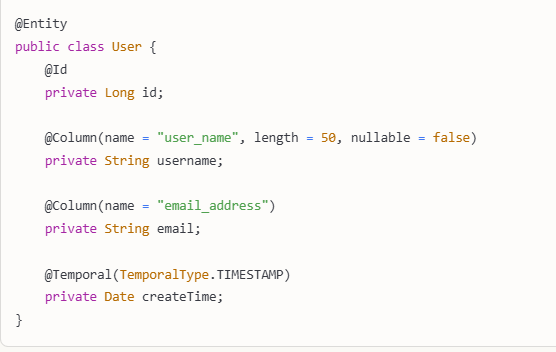 @Entity
public class User {
    @Id
    private Long id;

    @Column(name = "user_name", length = 50, nullable = false)
    private String username;

    @Column(name = "email_address")
    private String email;

    @Temporal(TemporalType.TIMESTAMP)
    private Date createTime;
}